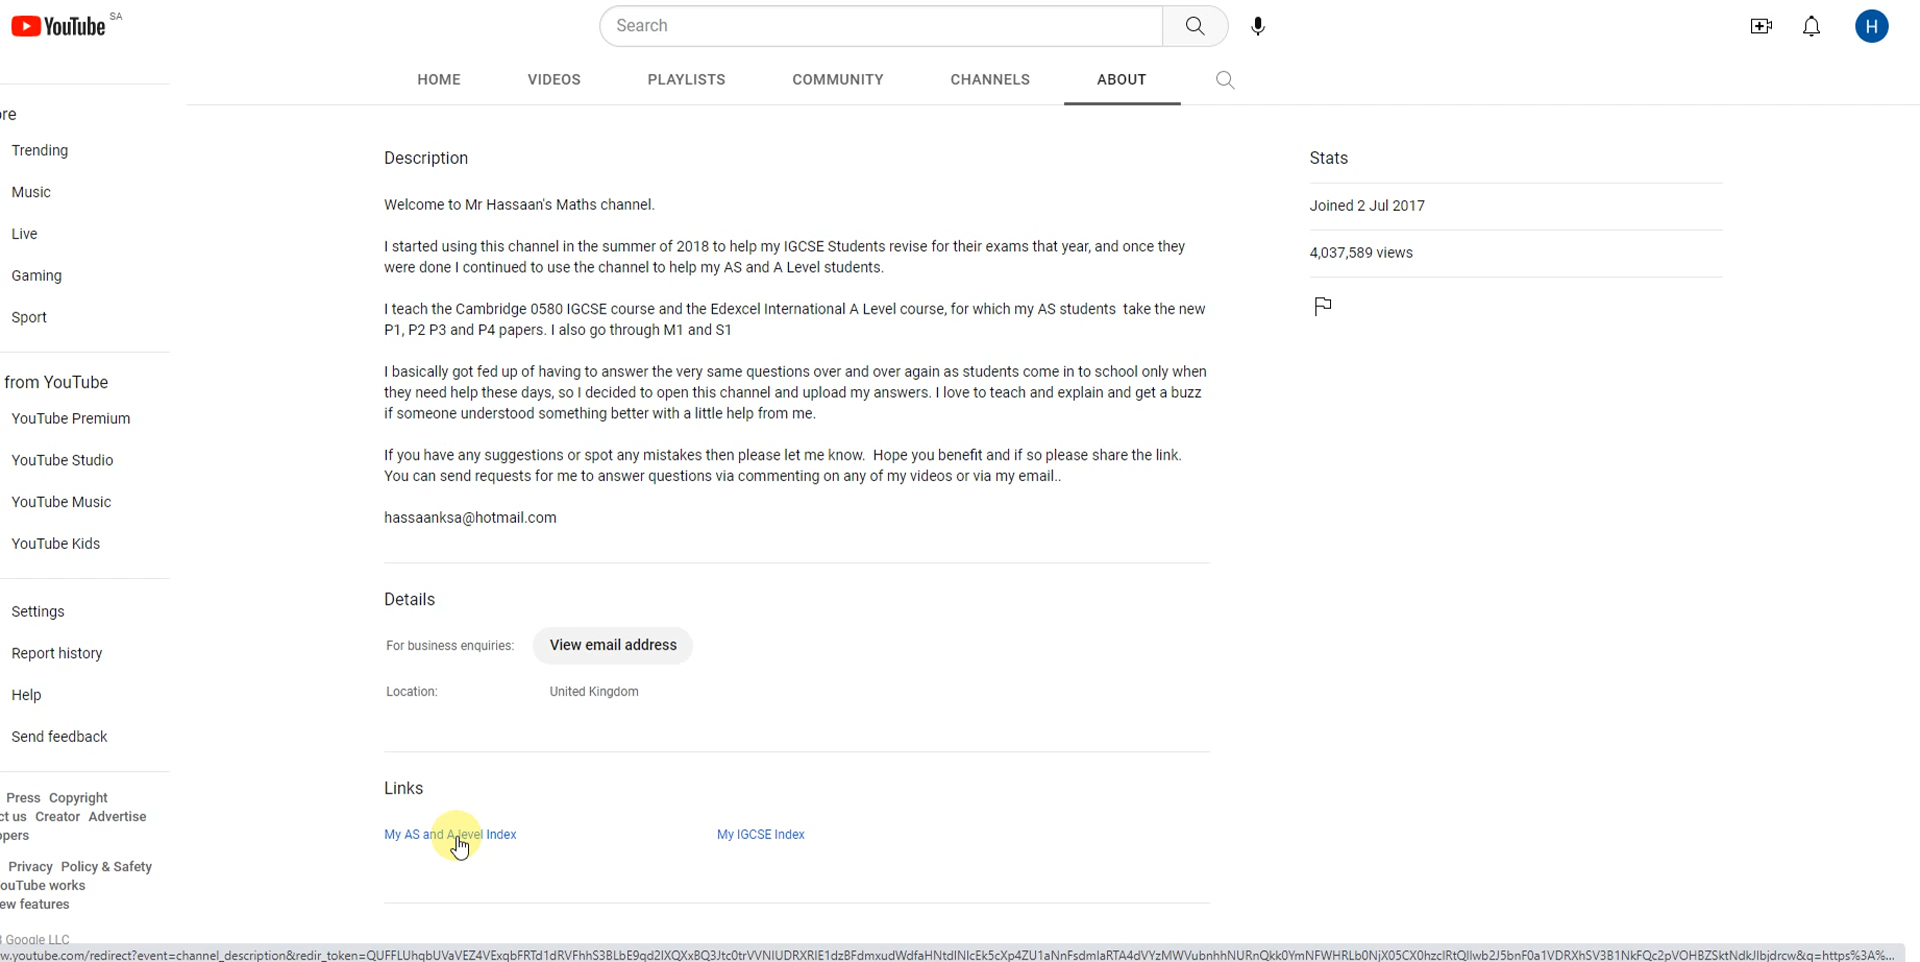 YouTube SA
Search
H
HOME VIDEOS PLAYLISTS COMMUNITY CHANNELS ABOUT
re
Trending
Music
Live
Gaming
Sport
from YouTube
YouTube Premium
YouTube Studio
YouTube Music
YouTube Kids
Settings
Report history
Help
Send feedback
Press Copyright
ct us Creator Advertise
opers
Privacy Policy & Safety
ouTube works
ew features
Google LLC
Description
Welcome to Mr Hassaan's Maths channel.
I started using this channel in the summer of 2018 to help my IGCSE Students revise for their exams that year, and once they
were done I continued to use the channel to help my AS and A Level students.
I teach the Cambridge 0580 IGCSE course and the Edexcel International A Level course, for which my AS students take the new
P1, P2 P3 and P4 papers. I also go through M1 and S1
I basically got fed up of having to answer the very same questions over and over again as students come in to school only when
they need help these days, so I decided to open this channel and upload my answers. I love to teach and explain and get a buzz
if someone understood something better with a little help from me.
If you have any suggestions or spot any mistakes then please let me know. Hope you benefit and if so please share the link.
You can send requests for me to answer questions via commenting on any of my videos or via my email..
hassaanksa@hotmail.com
Details
For business enquiries: View email address
Location: United Kingdom
Links
My AS and A level Index My IGCSE Index
Stats
Joined 2 Jul 2017
4,037,589 views